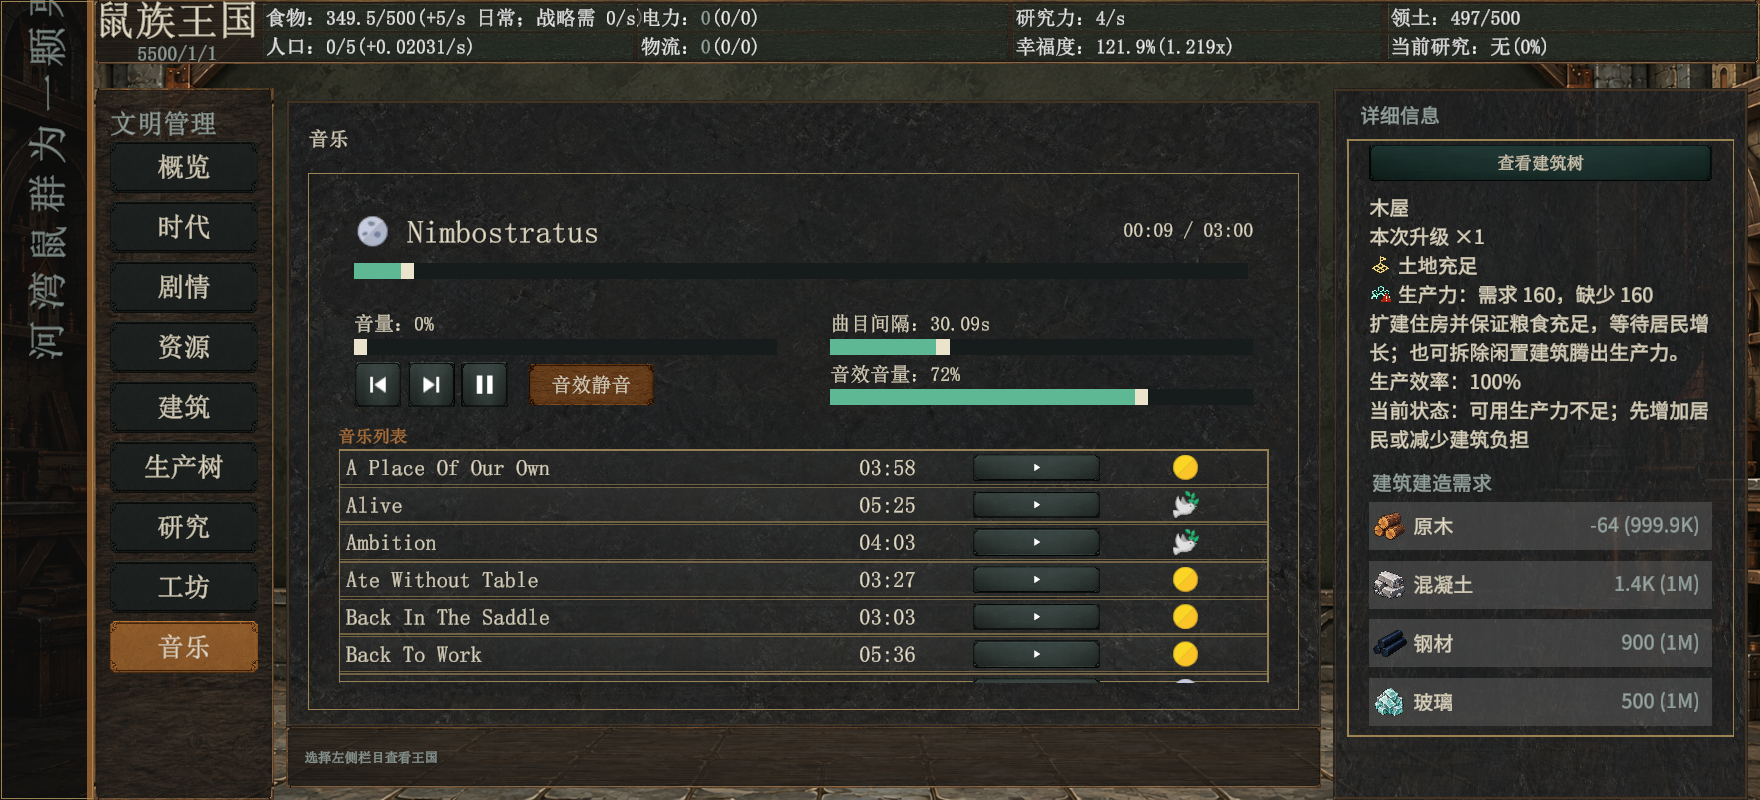 河湾鼠群为一颗
鼠族王国
5500/1/1
食物：349.5/500(+5/s 日常；战略需 0/s)
人口：0/5(+0.02031/s)
电力：0(0/0)
物流：0(0/0)
研究力：4/s
幸福度：121.9%(1.219x)
领土：497/500
当前研究：无(0%)
文明管理
概览
时代
剧情
资源
建筑
生产树
研究
工坊
音乐
音乐
Nimbostratus
00:09 / 03:00
音量：0%
曲目间隔：30.09s
音效静音
音效音量：72%
音乐列表
A Place Of Our Own 03:58
Alive 05:25
Ambition 04:03
Ate Without Table 03:27
Back In The Saddle 03:03
Back To Work 05:36
选择左侧栏目查看王国
详细信息
查看建筑树
木屋
本次升级 ×1
土地充足
生产力：需求 160，缺少 160
扩建住房并保证粮食充足，等待居民增
长；也可拆除闲置建筑腾出生产力。
生产效率：100%
当前状态：可用生产力不足；先增加居
民或减少建筑负担
建筑建造需求
原木 -64 (999.9K)
混凝土 1.4K (1M)
钢材 900 (1M)
玻璃 500 (1M)